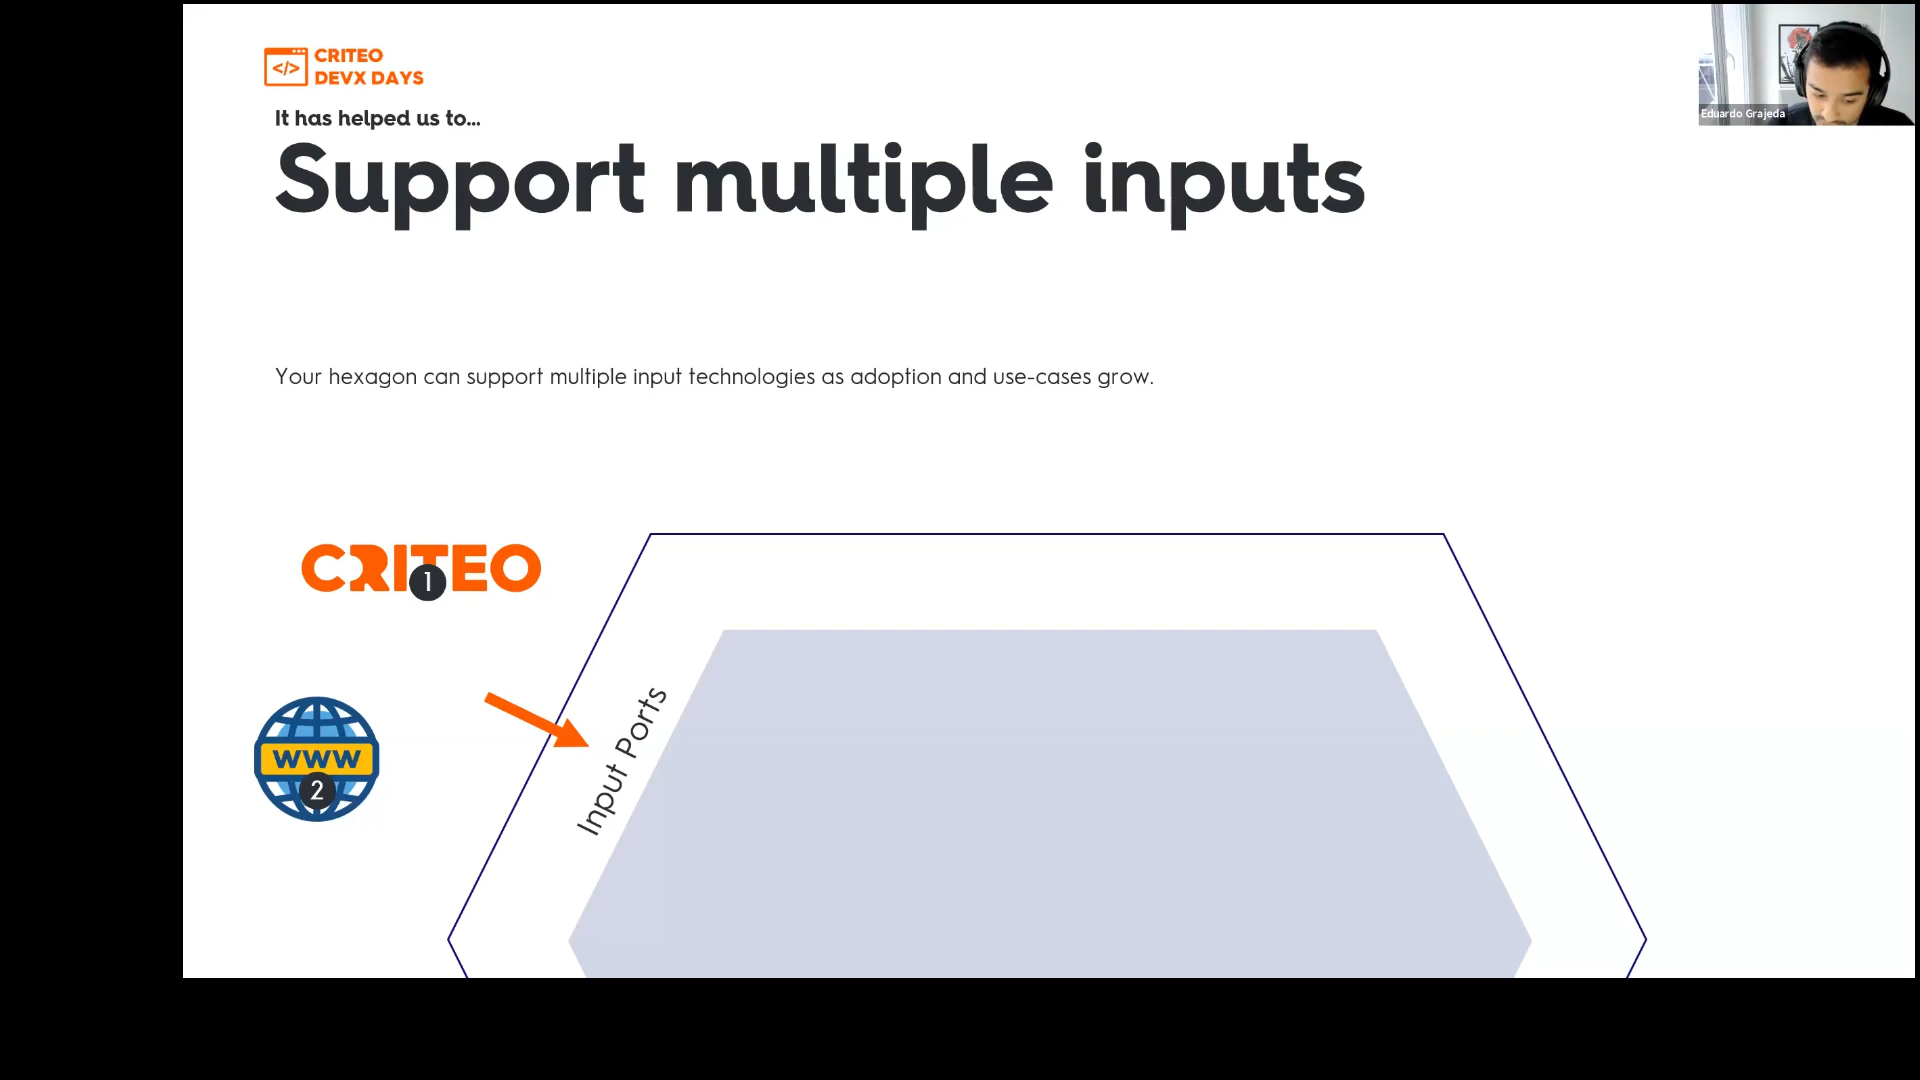 </>
CRITEO
DEVX DAYS
Eduardo Grajeda
It has helped us to...
Support multiple inputs
Your hexagon can support multiple input technologies as adoption and use-cases grow.
CRITEO
1
Input Ports
WWW
2